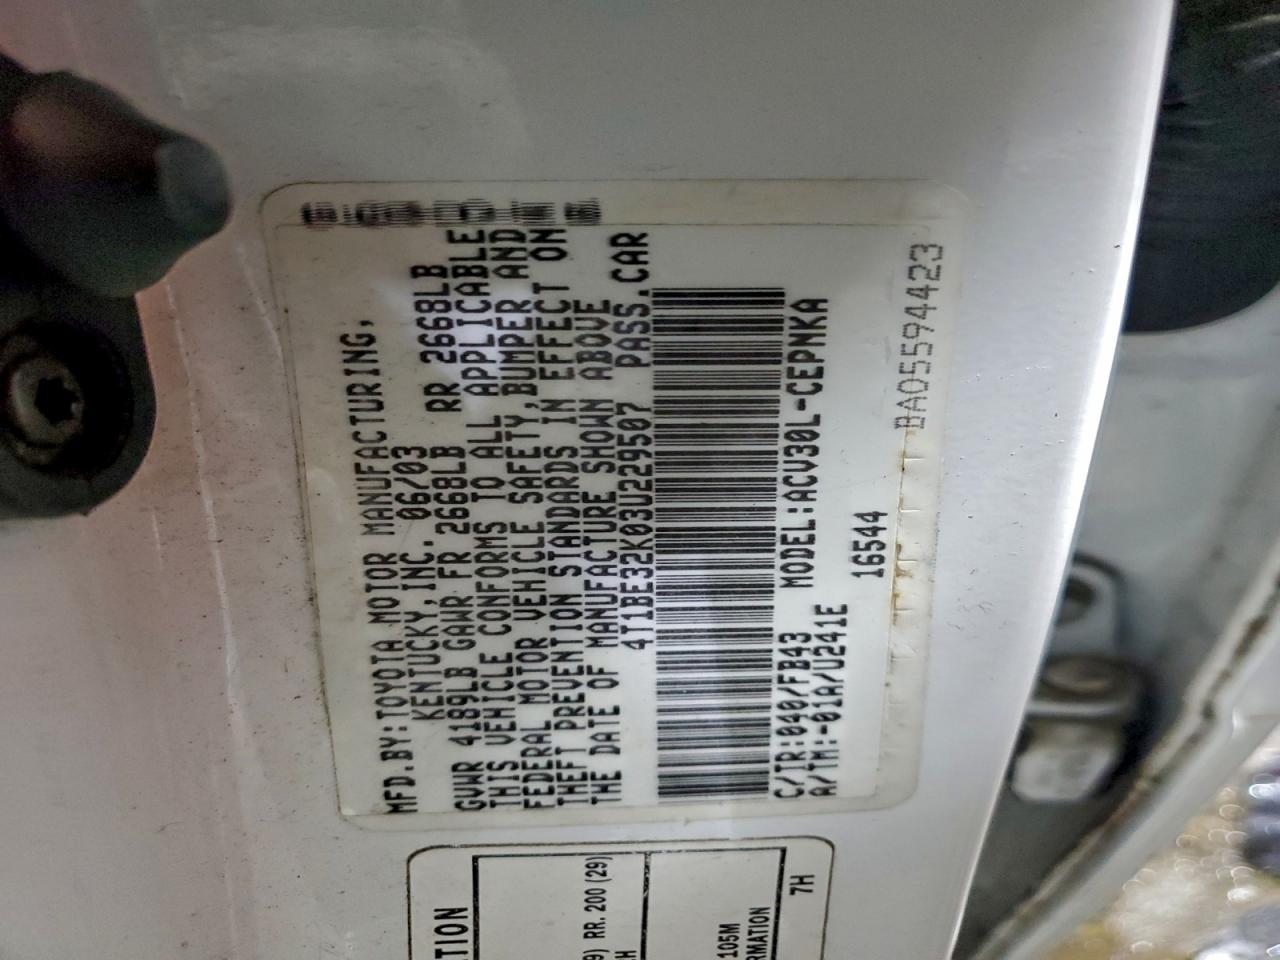 MFD.BY:TOYOTA MOTOR MANUFACTURING,
KENTUCKY,INC. 06/03
GVWR 4189LB GAWR FR 2668LB RR 2668LB
THIS VEHICLE CONFORMS TO ALL APPLICABLE
FEDERAL MOTOR VEHICLE SAFETY,BUMPER AND
THEFT PREVENTION STANDARDS IN EFFECT ON
THE DATE OF MANUFACTURE SHOWN ABOVE
4T1BE32K03U229507 PASS.CAR
C/TR:040/FB43 MODEL:ACV30L-CEPNKA
A/TM:-01A/U241E
16544
BA05594423
RR. 200 (29)
105M
7H